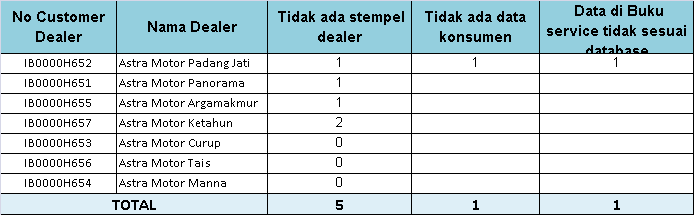 No Customer Dealer | Nama Dealer | Tidak ada stempel dealer | Tidak ada data konsumen | Data di Buku service tidak sesuai database
IB0000H652 | Astra Motor Padang Jati | 1 | 1 | 1
IB0000H651 | Astra Motor Panorama | 1
IB0000H655 | Astra Motor Argamakmur | 1
IB0000H657 | Astra Motor Ketahun | 2
IB0000H653 | Astra Motor Curup | 0
IB0000H656 | Astra Motor Tais | 0
IB0000H654 | Astra Motor Manna | 0
TOTAL | 5 | 1 | 1